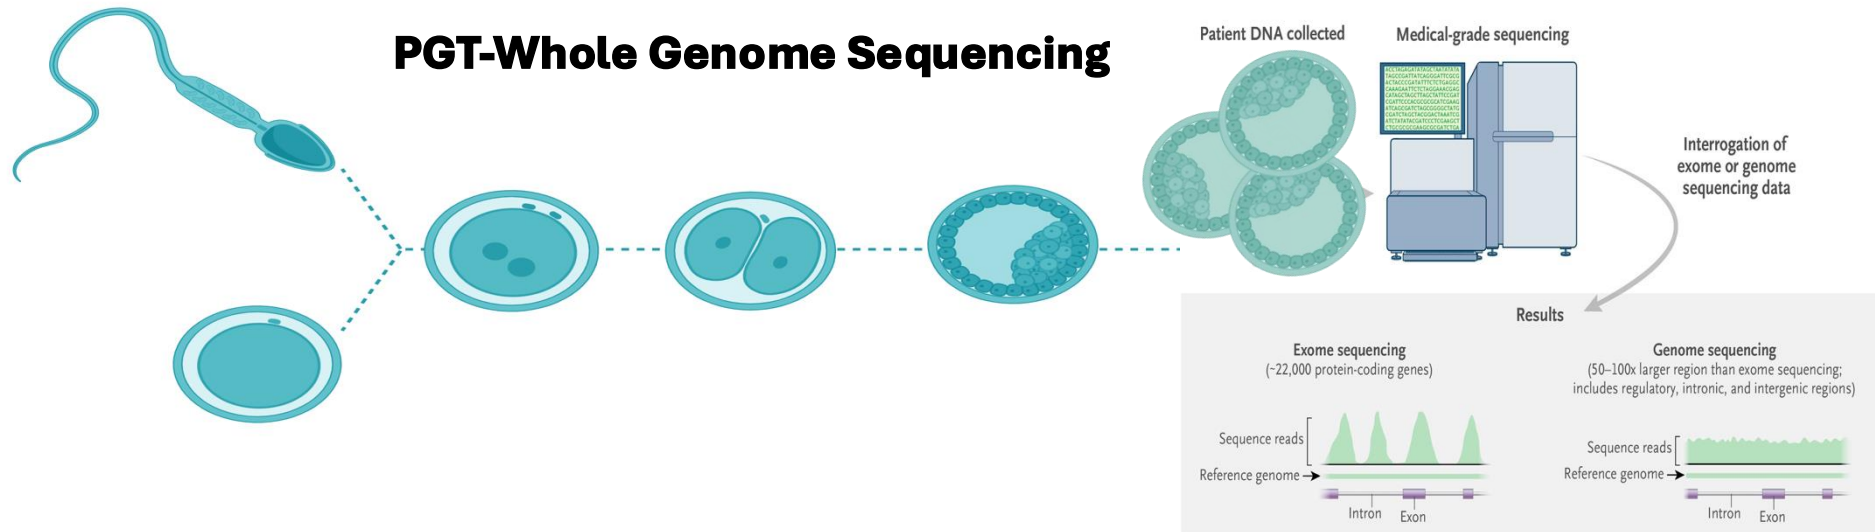 PGT-Whole Genome Sequencing
Patient DNA collected
Medical-grade sequencing
Interrogation of
exome or genome
sequencing data
Results
Exome sequencing
(~22,000 protein-coding genes)
Sequence reads
Reference genome
Intron
Exon
Genome sequencing
(50–100x larger region than exome sequencing;
includes regulatory, intronic, and intergenic regions)
Sequence reads
Reference genome
Intron
Exon